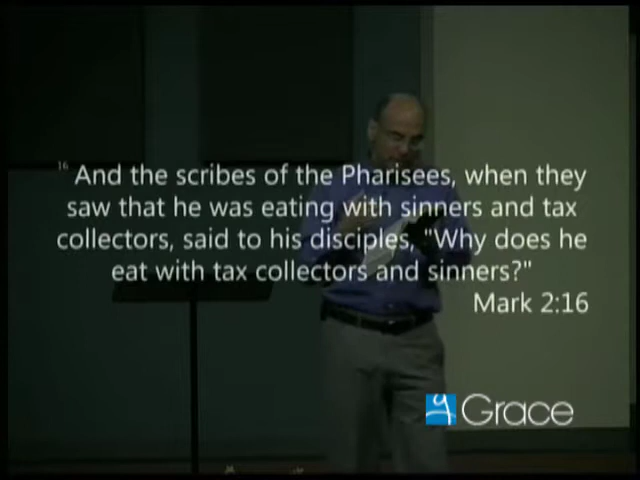 16 And the scribes of the Pharisees, when they
saw that he was eating with sinners and tax
collectors, said to his disciples, "Why does he
eat with tax collectors and sinners?"
Mark 2:16
Grace